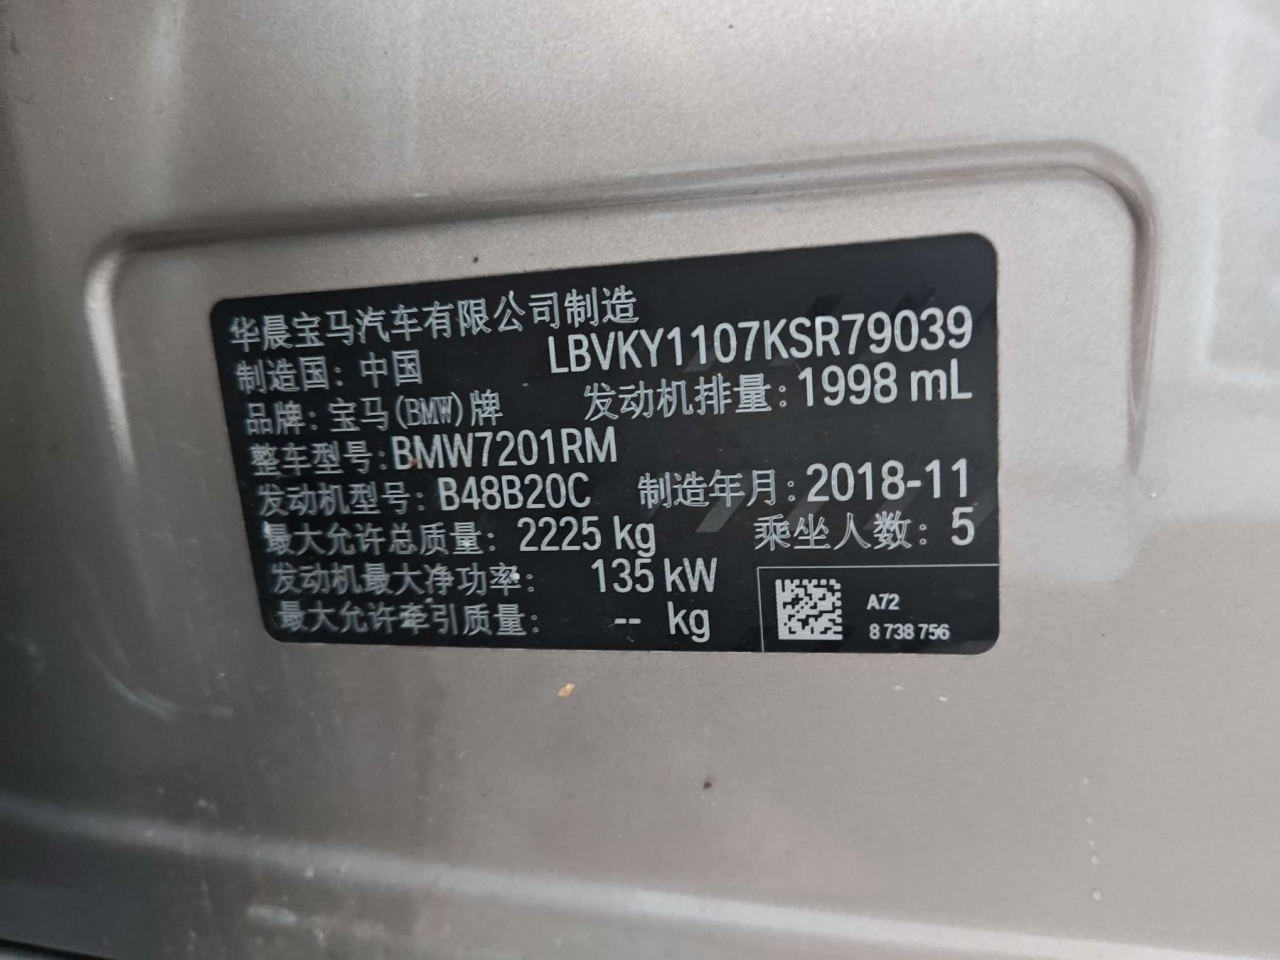 华晨宝马汽车有限公司制造
制造国：中国 LBVKY1107KSR79039
品牌：宝马(BMW)牌 发动机排量：1998 mL
整车型号：BMW7201RM
发动机型号：B48B20C 制造年月：2018-11
最大允许总质量：2225 kg 乘坐人数：5
发动机最大净功率： 135 kW
最大允许牵引质量： -- kg
A72
8 738 756